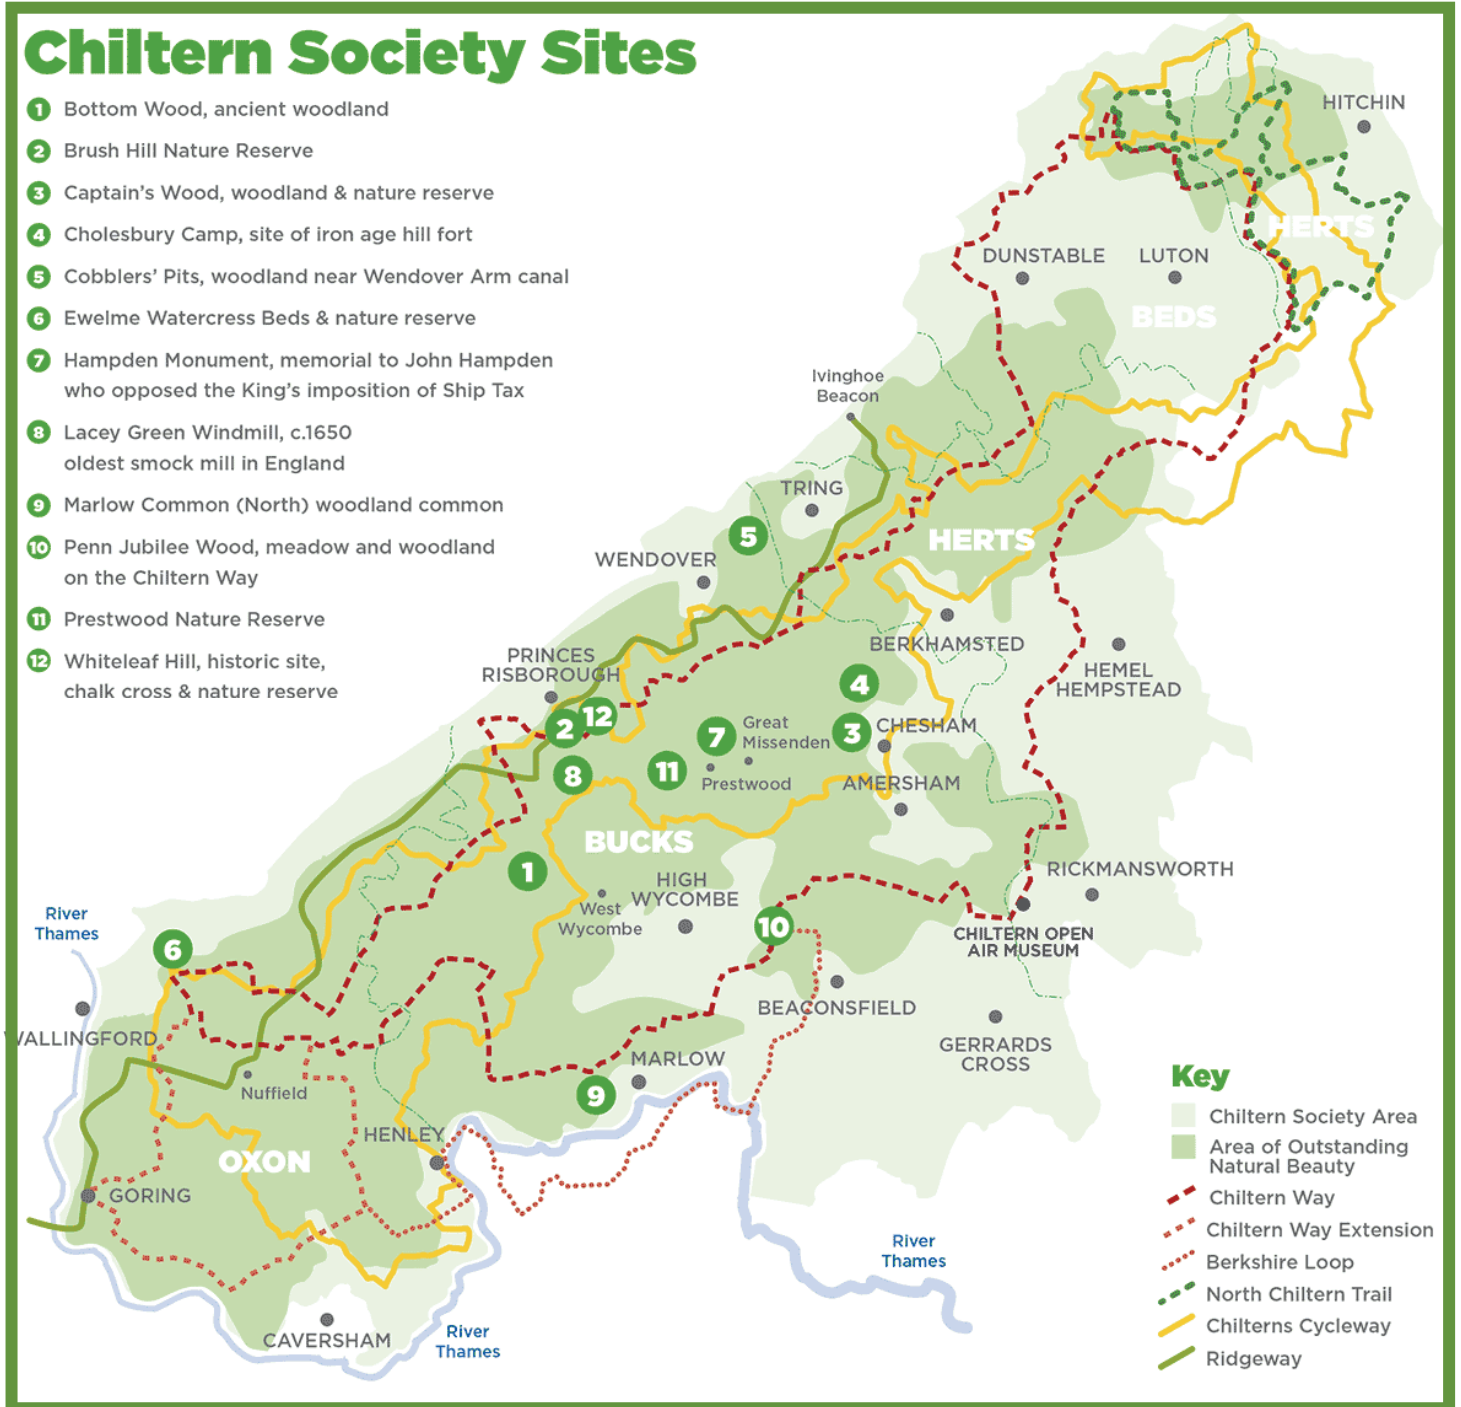 Chiltern Society Sites
1 Bottom Wood, ancient woodland
2 Brush Hill Nature Reserve
3 Captain's Wood, woodland & nature reserve
4 Cholesbury Camp, site of iron age hill fort
5 Cobblers' Pits, woodland near Wendover Arm canal
6 Ewelme Watercress Beds & nature reserve
7 Hampden Monument, memorial to John Hampden
who opposed the King's imposition of Ship Tax
8 Lacey Green Windmill, c.1650
oldest smock mill in England
9 Marlow Common (North) woodland common
10 Penn Jubilee Wood, meadow and woodland
on the Chiltern Way
11 Prestwood Nature Reserve
12 Whiteleaf Hill, historic site,
chalk cross & nature reserve
HITCHIN
HERTS
DUNSTABLE
LUTON
BEDS
Ivinghoe
Beacon
TRING
5
HERTS
WENDOVER
BERKHAMSTED
HEMEL
HEMPSTEAD
PRINCES
RISBOROUGH
4
2
12
7
Great
Missenden
3
CHESHAM
8
11
Prestwood
AMERSHAM
BUCKS
1
HIGH
WYCOMBE
West
Wycombe
RICKMANSWORTH
10
CHILTERN OPEN
AIR MUSEUM
River
Thames
6
BEACONSFIELD
WALLINGFORD
GERRARDS
CROSS
MARLOW
Nuffield
9
HENLEY
OXON
GORING
River
Thames
CAVERSHAM
River
Thames
Key
Chiltern Society Area
Area of Outstanding
Natural Beauty
Chiltern Way
Chiltern Way Extension
Berkshire Loop
North Chiltern Trail
Chilterns Cycleway
Ridgeway